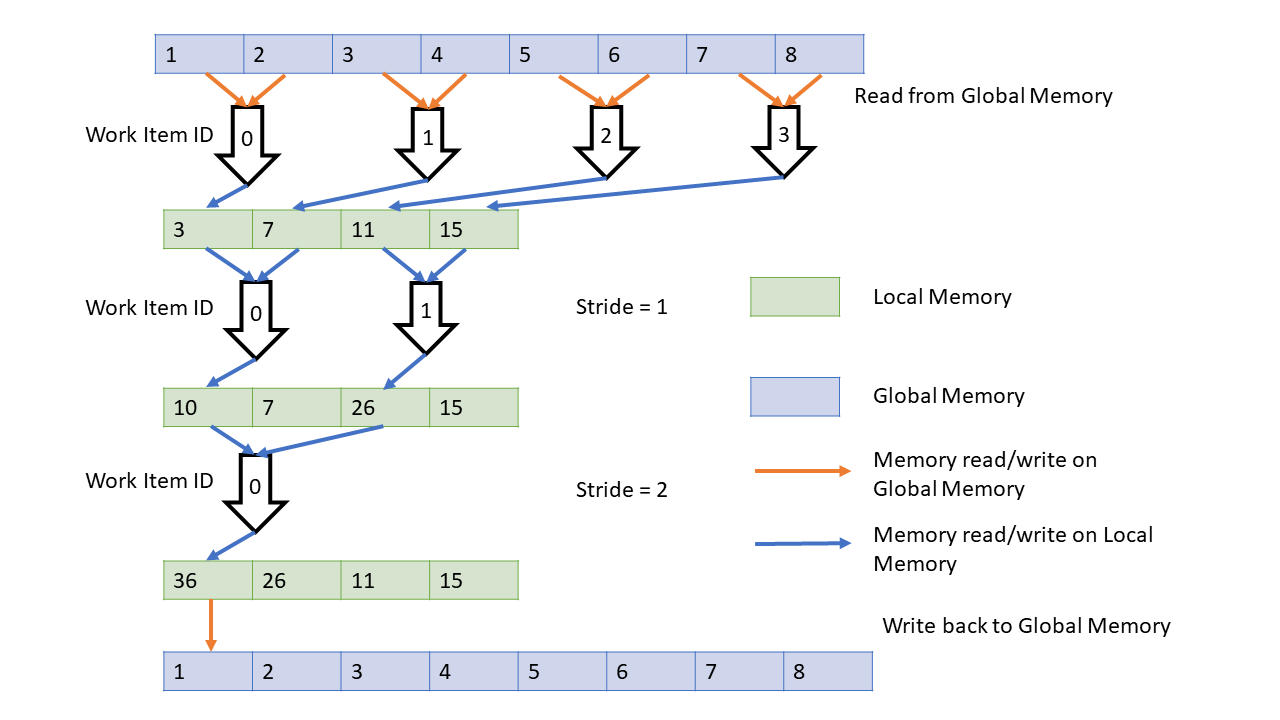 1 2 3 4 5 6 7 8
Read from Global Memory
Work Item ID 0 1 2 3
3 7 11 15
Local Memory
Work Item ID 0 1 Stride = 1
Global Memory
10 7 26 15
Memory read/write on
Global Memory
Work Item ID 0 Stride = 2
Memory read/write on Local
Memory
36 26 11 15
Write back to Global Memory
1 2 3 4 5 6 7 8